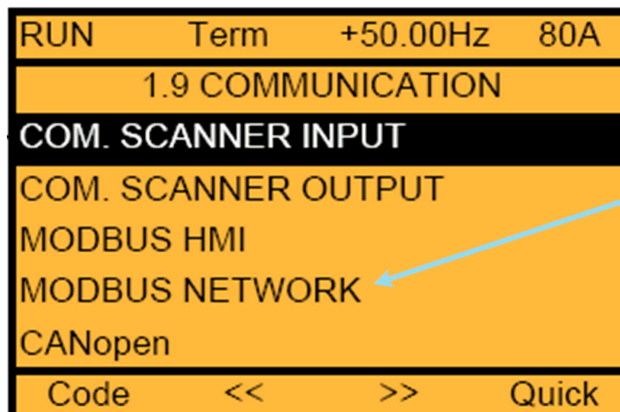 RUN Term +50.00Hz 80A
1.9 COMMUNICATION
COM. SCANNER INPUT
COM. SCANNER OUTPUT
MODBUS HMI
MODBUS NETWORK
CANopen
Code << >> Quick